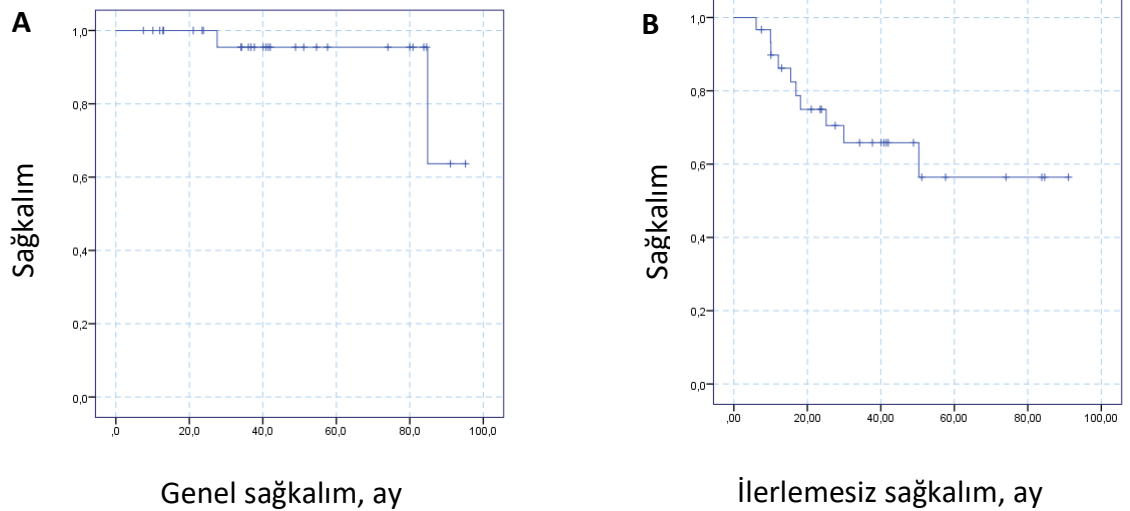 A
1,0
0,8
0,6
0,4
0,2
0,0
Sağkalım
,0 20,0 40,0 60,0 80,0 100,0
Genel sağkalım, ay
B
1,0
0,8
0,6
0,4
0,2
0,0
Sağkalım
,00 20,00 40,00 60,00 80,00 100,00
İlerlemesiz sağkalım, ay